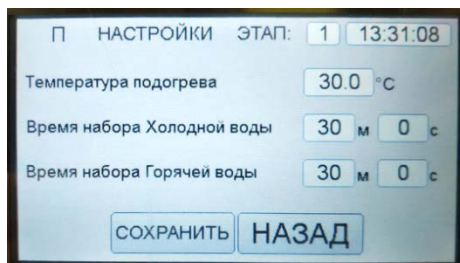 П НАСТРОЙКИ ЭТАП: 1 13:31:08
Температура подогрева 30.0 °C
Время набора Холодной воды 30 м 0 с
Время набора Горячей воды 30 м 0 с
СОХРАНИТЬ НАЗАД